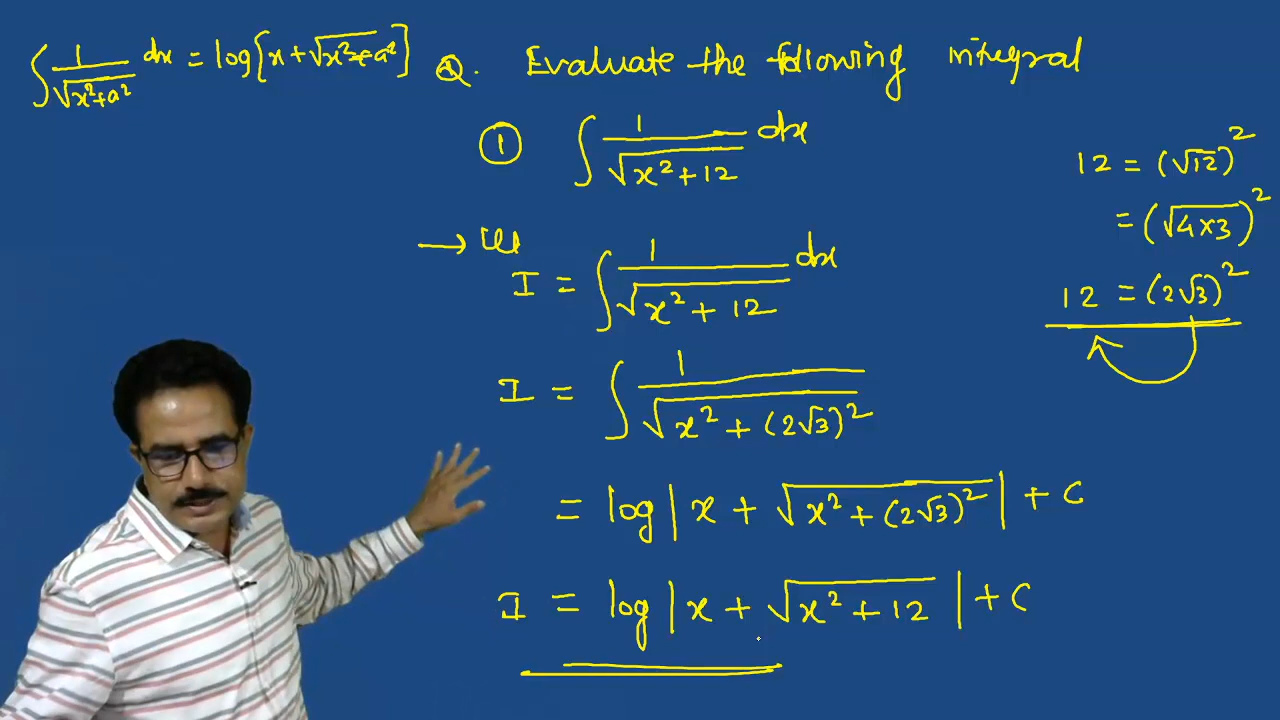 ∫ 1/√(x²+a²) dx = log[x + √(x²+a²)]
Q. Evaluate the following integral
① ∫ 1/√(x²+12) dx
I = ∫ 1/√(x² + 12) dx
I = ∫ 1/√(x² + (2√3)²)
= log|x + √(x² + (2√3)²)| + c
I = log|x + √(x² + 12)| + c
12 = (√12)²
= (√4×3)²
12 = (2√3)²